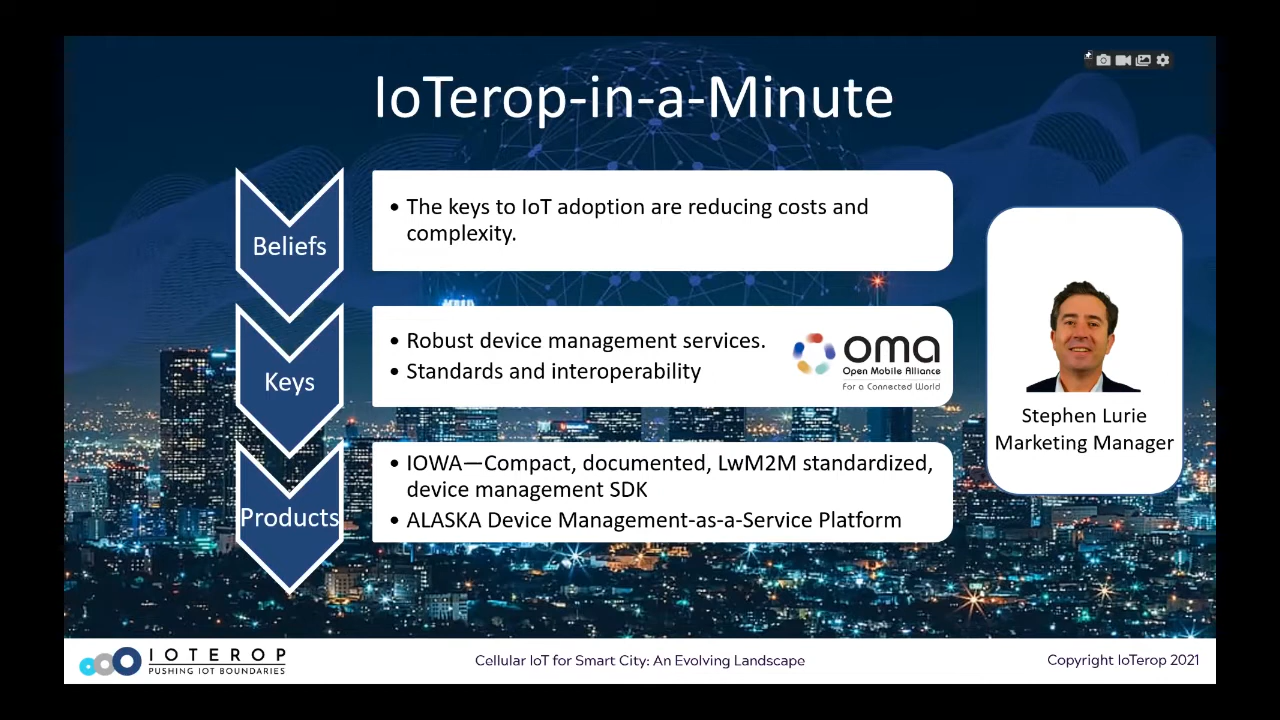 IoTerop-in-a-Minute
Beliefs
• The keys to IoT adoption are reducing costs and
complexity.
Keys
• Robust device management services.
• Standards and interoperability
oma
Open Mobile Alliance
For a Connected World
Products
• IOWA—Compact, documented, LwM2M standardized,
device management SDK
• ALASKA Device Management-as-a-Service Platform
Stephen Lurie
Marketing Manager
IOTEROP
PUSHING IOT BOUNDARIES
Cellular IoT for Smart City: An Evolving Landscape
Copyright IoTerop 2021